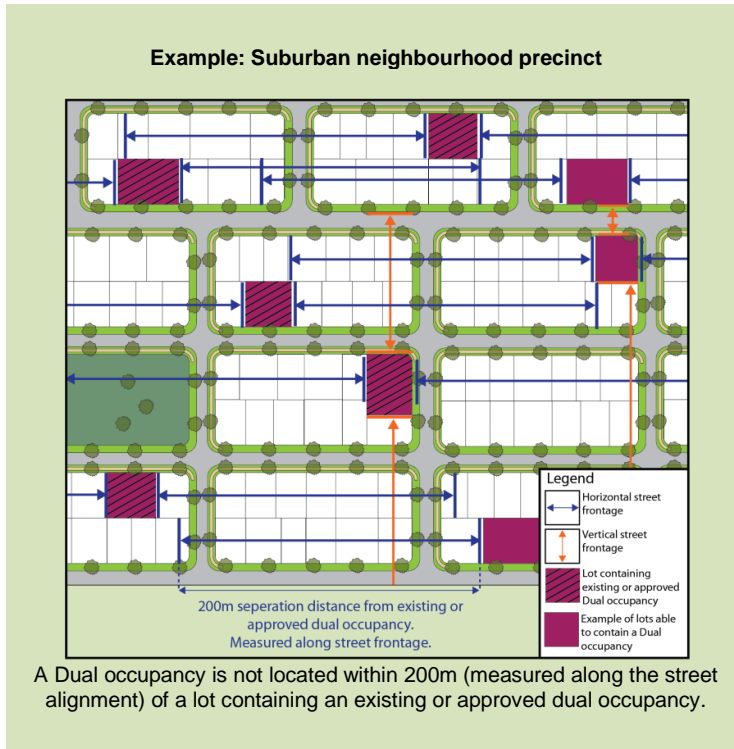 Example: Suburban neighbourhood precinct
200m seperation distance from existing or
approved dual occupancy.
Measured along street frontage.
Legend
Horizontal street
frontage
Vertical street
frontage
Lot containing
existing or approved
Dual occupancy
Example of lots able
to contain a Dual
occupancy
A Dual occupancy is not located within 200m (measured along the street
alignment) of a lot containing an existing or approved dual occupancy.